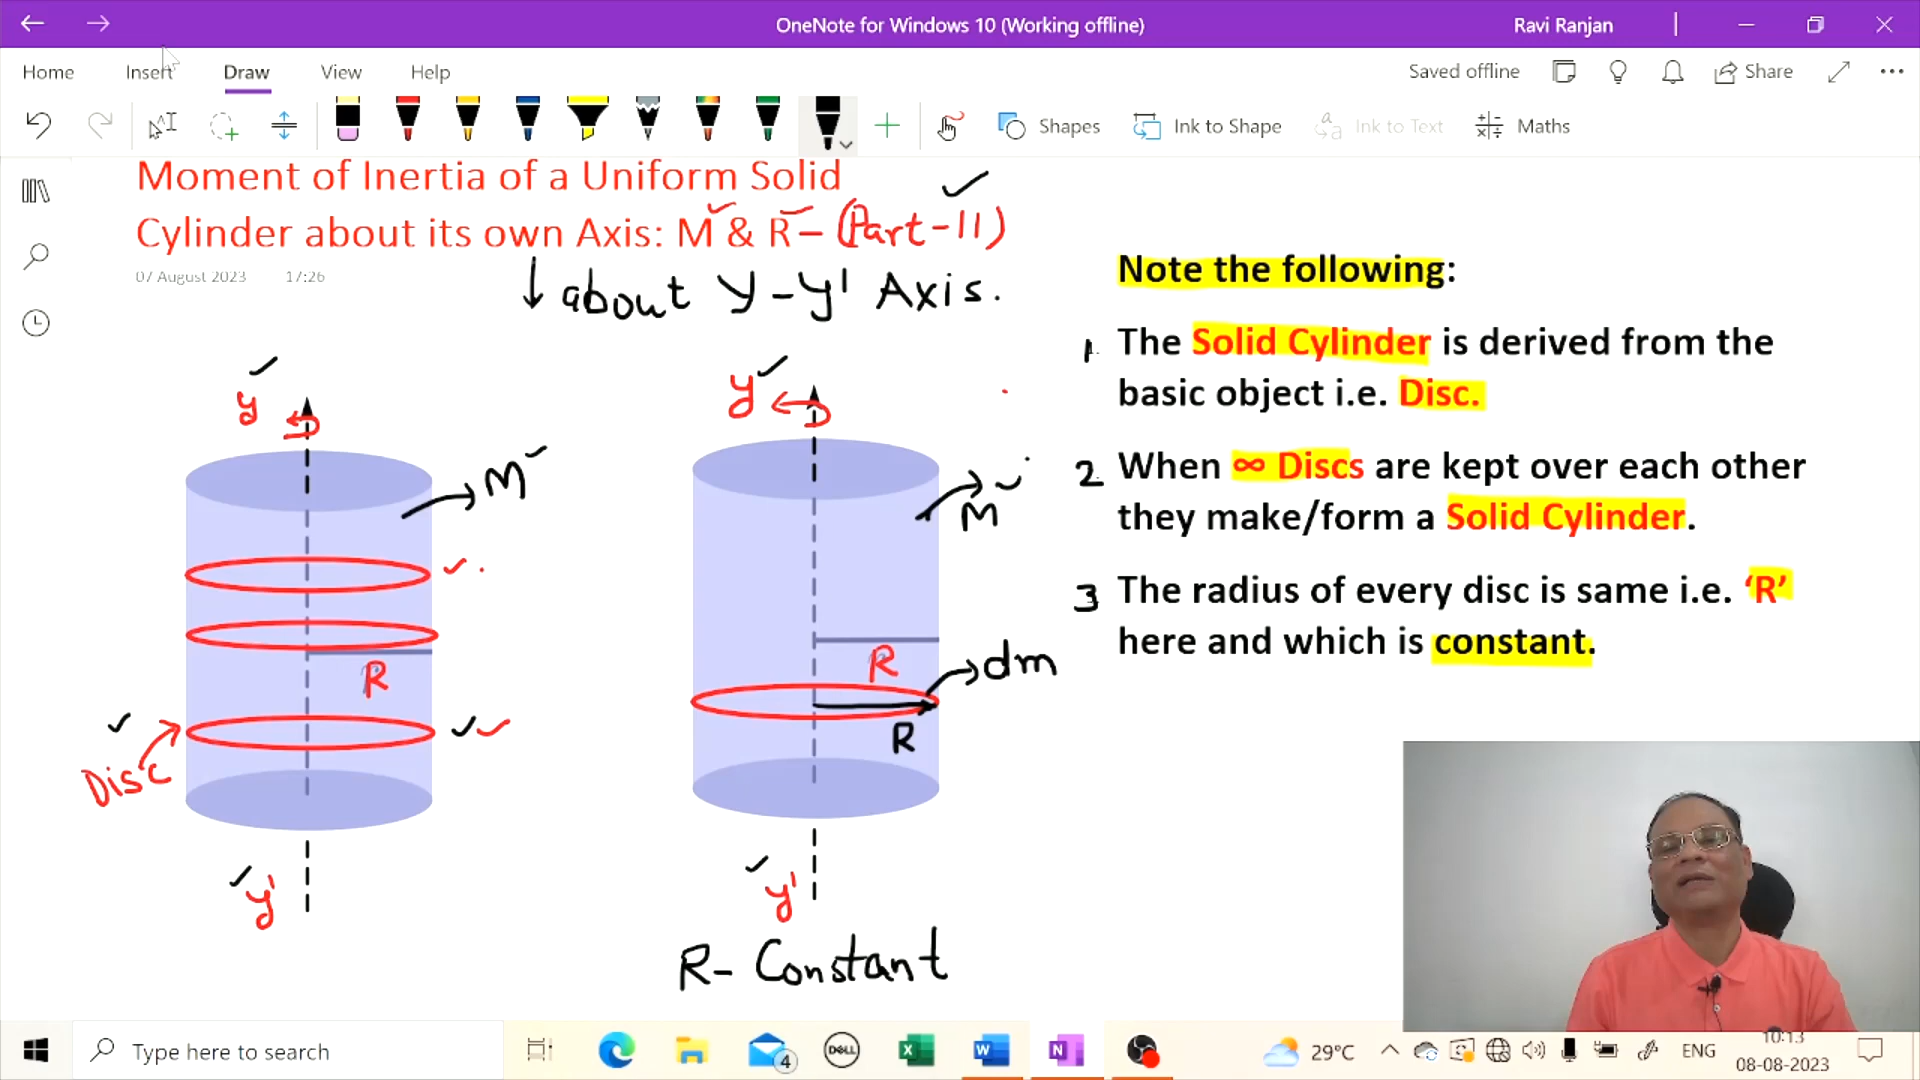 OneNote for Windows 10 (Working offline)
Ravi Ranjan
Home Insert Draw View Help
Saved offline
Share
Shapes
Ink to Shape
Ink to Text
Maths
Moment of Inertia of a Uniform Solid
Cylinder about its own Axis: M & R – (Part-11)
07 August 2023 17:26
↓ about y-y' Axis.
y
M
R
Disc
y'
y
M
R
dm
R
y'
R- Constant
Note the following:
1. The Solid Cylinder is derived from the
basic object i.e. Disc.
2. When ∞ Discs are kept over each other
they make/form a Solid Cylinder.
3 The radius of every disc is same i.e. ‘R’
here and which is constant.
Type here to search
4
DELL
29°C
ENG
10:13
08-08-2023